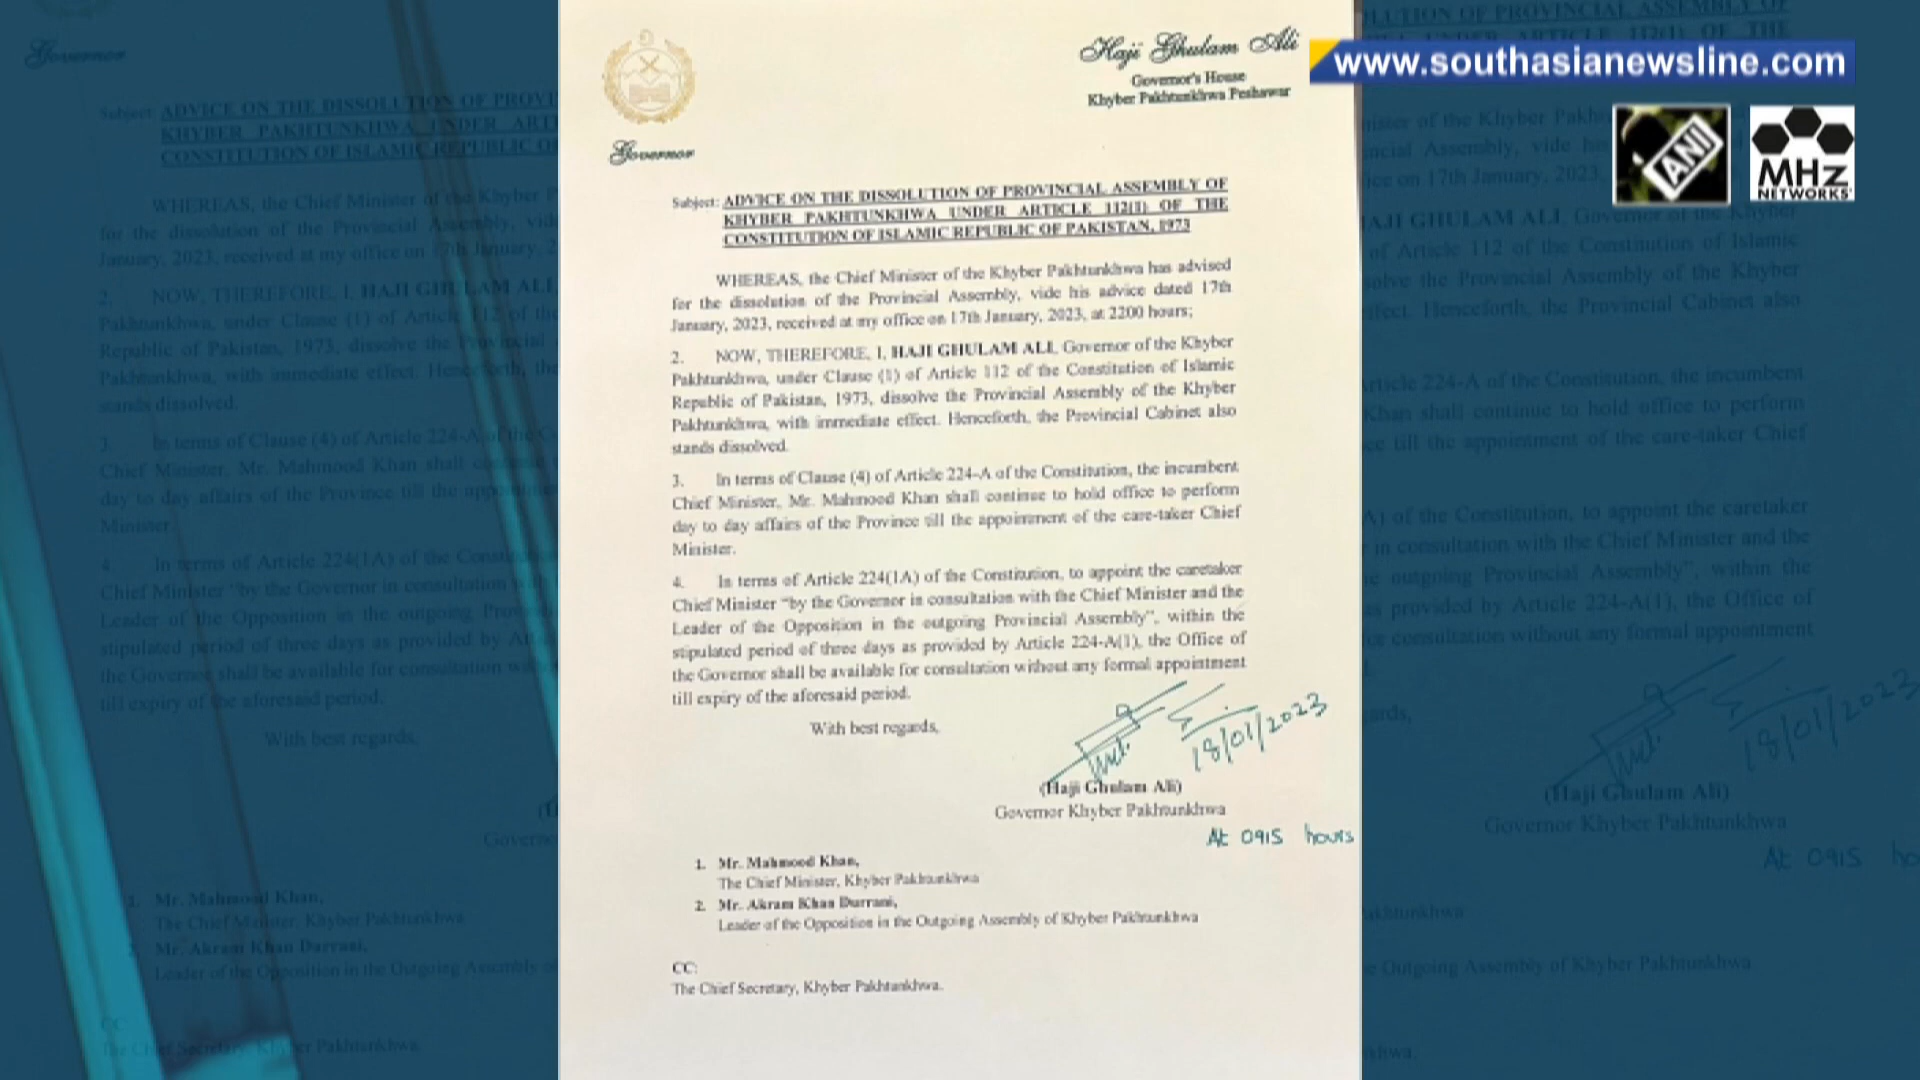 Haji Ghulam Ali
Governor's House
Khyber Pakhtunkhwa Peshawar
www.southasianewsline.com
ANI
MHz
NETWORKS
Governor
Subject: ADVICE ON THE DISSOLUTION OF PROVINCIAL ASSEMBLY OF
KHYBER PAKHTUNKHWA UNDER ARTICLE 112(1) OF THE
CONSTITUTION OF ISLAMIC REPUBLIC OF PAKISTAN, 1973
WHEREAS, the Chief Minister of the Khyber Pakhtunkhwa has advised
for the dissolution of the Provincial Assembly, vide his advice dated 17th
January, 2023, received at my office on 17th January, 2023, at 2200 hours;
2. NOW, THEREFORE, I, HAJI GHULAM ALI, Governor of the Khyber
Pakhtunkhwa, under Clause (1) of Article 112 of the Constitution of Islamic
Republic of Pakistan, 1973, dissolve the Provincial Assembly of the Khyber
Pakhtunkhwa, with immediate effect. Henceforth, the Provincial Cabinet also
stands dissolved.
3. In terms of Clause (4) of Article 224-A of the Constitution, the incumbent
Chief Minister, Mr. Mahmood Khan shall continue to hold office to perform
day to day affairs of the Province till the appointment of the care-taker Chief
Minister.
4. In terms of Article 224(1A) of the Constitution, to appoint the caretaker
Chief Minister "by the Governor in consultation with the Chief Minister and the
Leader of the Opposition in the outgoing Provincial Assembly", within the
stipulated period of three days as provided by Article 224-A(1), the Office of
the Governor shall be available for consultation without any formal appointment
till expiry of the aforesaid period.
With best regards,
18/01/2023
(Haji Ghulam Ali)
Governor Khyber Pakhtunkhwa
At 0915 hours
1. Mr. Mahmood Khan,
The Chief Minister, Khyber Pakhtunkhwa
2. Mr. Akram Khan Durrani,
Leader of the Opposition in the Outgoing Assembly of Khyber Pakhtunkhwa
CC:
The Chief Secretary, Khyber Pakhtunkhwa.